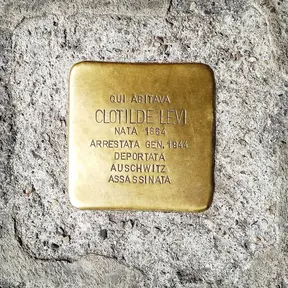 QUI ABITAVA
CLOTILDE LEVI
NATA 1864
ARRESTATA GEN. 1944
DEPORTATA
AUSCHWITZ
ASSASSINATA